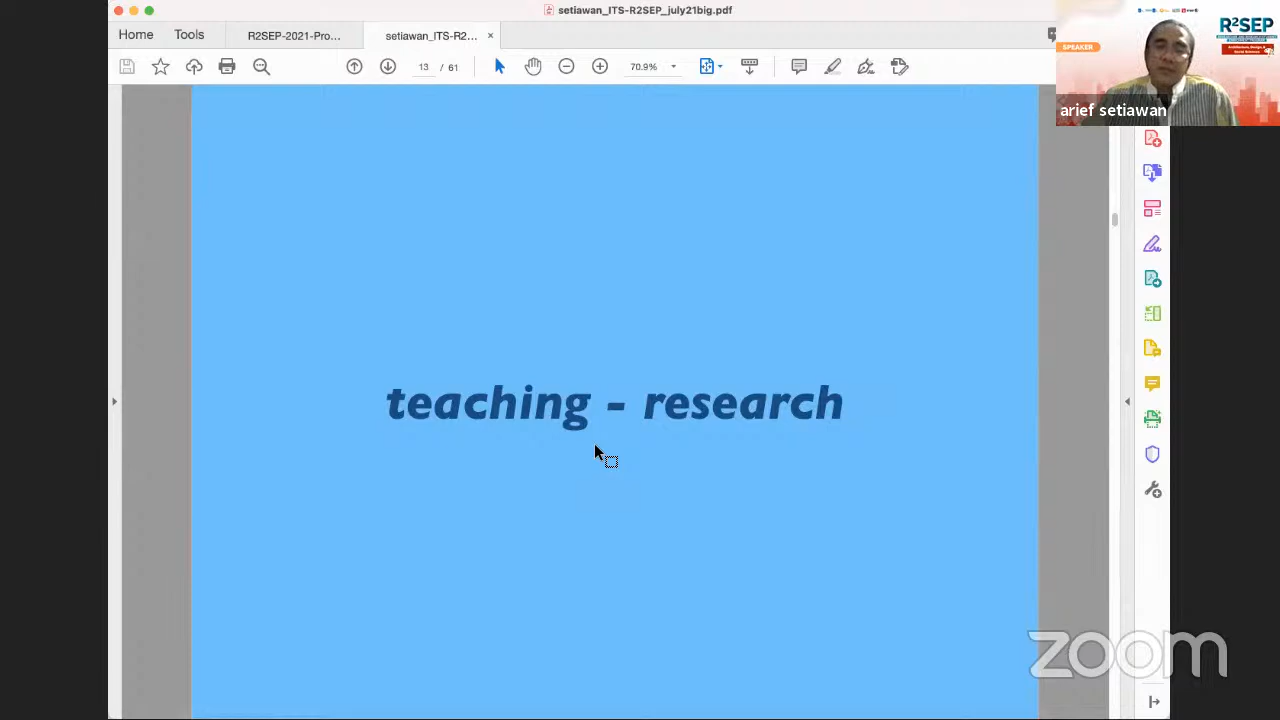 setiawan_ITS-R2SEP_july21big.pdf
Home
Tools
R2SEP-2021-Pro...
setiawan_ITS-R2...
13 / 61
70.9%
teaching - research
R²SEP
SPEAKER
arief setiawan
zoom